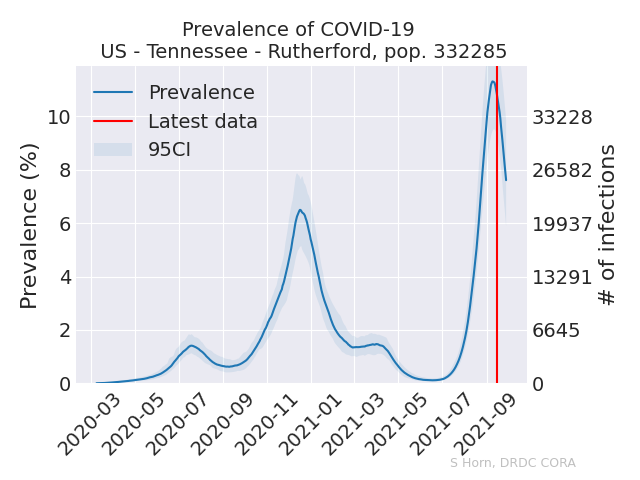 Prevalence of COVID-19
US - Tennessee - Rutherford, pop. 332285
Prevalence
Latest data
95CI
Prevalence (%)
10
8
6
4
2
0
33228
26582
19937
13291
6645
0
# of infections
2020-03
2020-05
2020-07
2020-09
2020-11
2021-01
2021-03
2021-05
2021-07
2021-09
S Horn, DRDC CORA